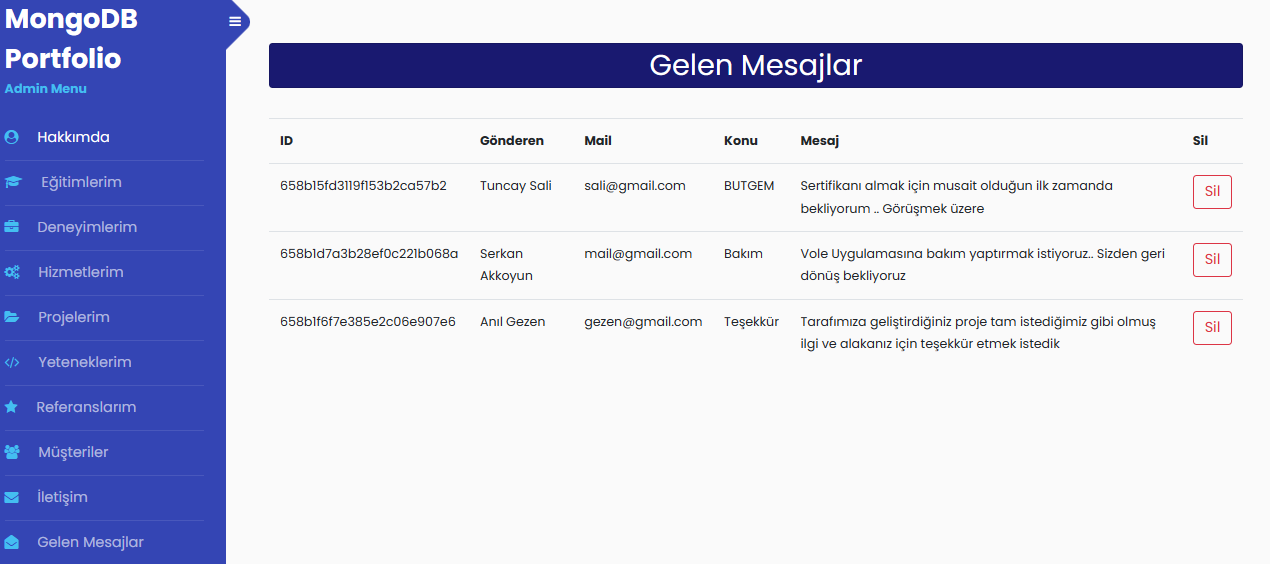 MongoDB
Portfolio
Admin Menu
Hakkımda
Eğitimlerim
Deneyimlerim
Hizmetlerim
Projelerim
Yeteneklerim
Referanslarım
Müşteriler
İletişim
Gelen Mesajlar
Gelen Mesajlar
ID Gönderen Mail Konu Mesaj Sil
658b15fd3119f153b2ca57b2 Tuncay Sali sali@gmail.com BUTGEM Sertifikanı almak için musait olduğun ilk zamanda Sil
bekliyorum .. Görüşmek üzere
658b1d7a3b28ef0c221b068a Serkan mail@gmail.com Bakım Vole Uygulamasına bakım yaptırmak istiyoruz.. Sizden geri Sil
Akkoyun dönüş bekliyoruz
658b1f6f7e385e2c06e907e6 Anıl Gezen gezen@gmail.com Teşekkür Tarafımıza geliştirdiğiniz proje tam istediğimiz gibi olmuş Sil
ilgi ve alakanız için teşekkür etmek istedik